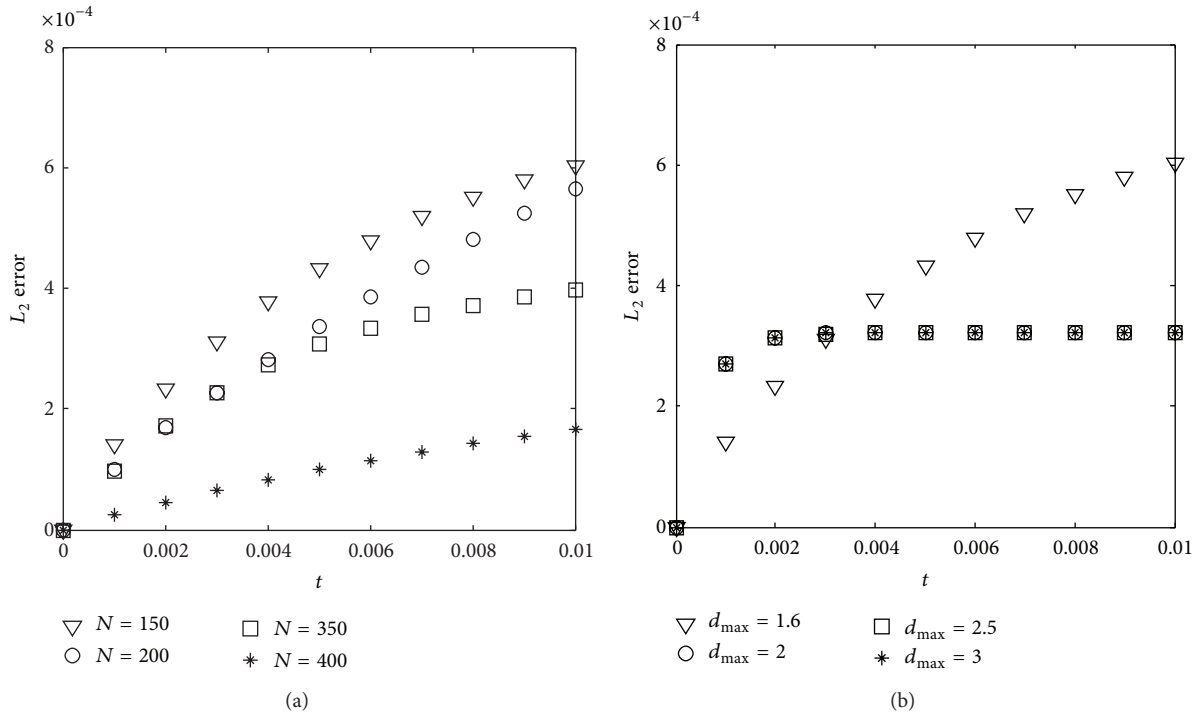 ×10⁻⁴
8
6
4
2
0
L₂ error
0 0.002 0.004 0.006 0.008 0.01
t
N = 150
N = 200
N = 350
N = 400
(a)
×10⁻⁴
8
6
4
2
0
L₂ error
0 0.002 0.004 0.006 0.008 0.01
t
d_max = 1.6
d_max = 2
d_max = 2.5
d_max = 3
(b)